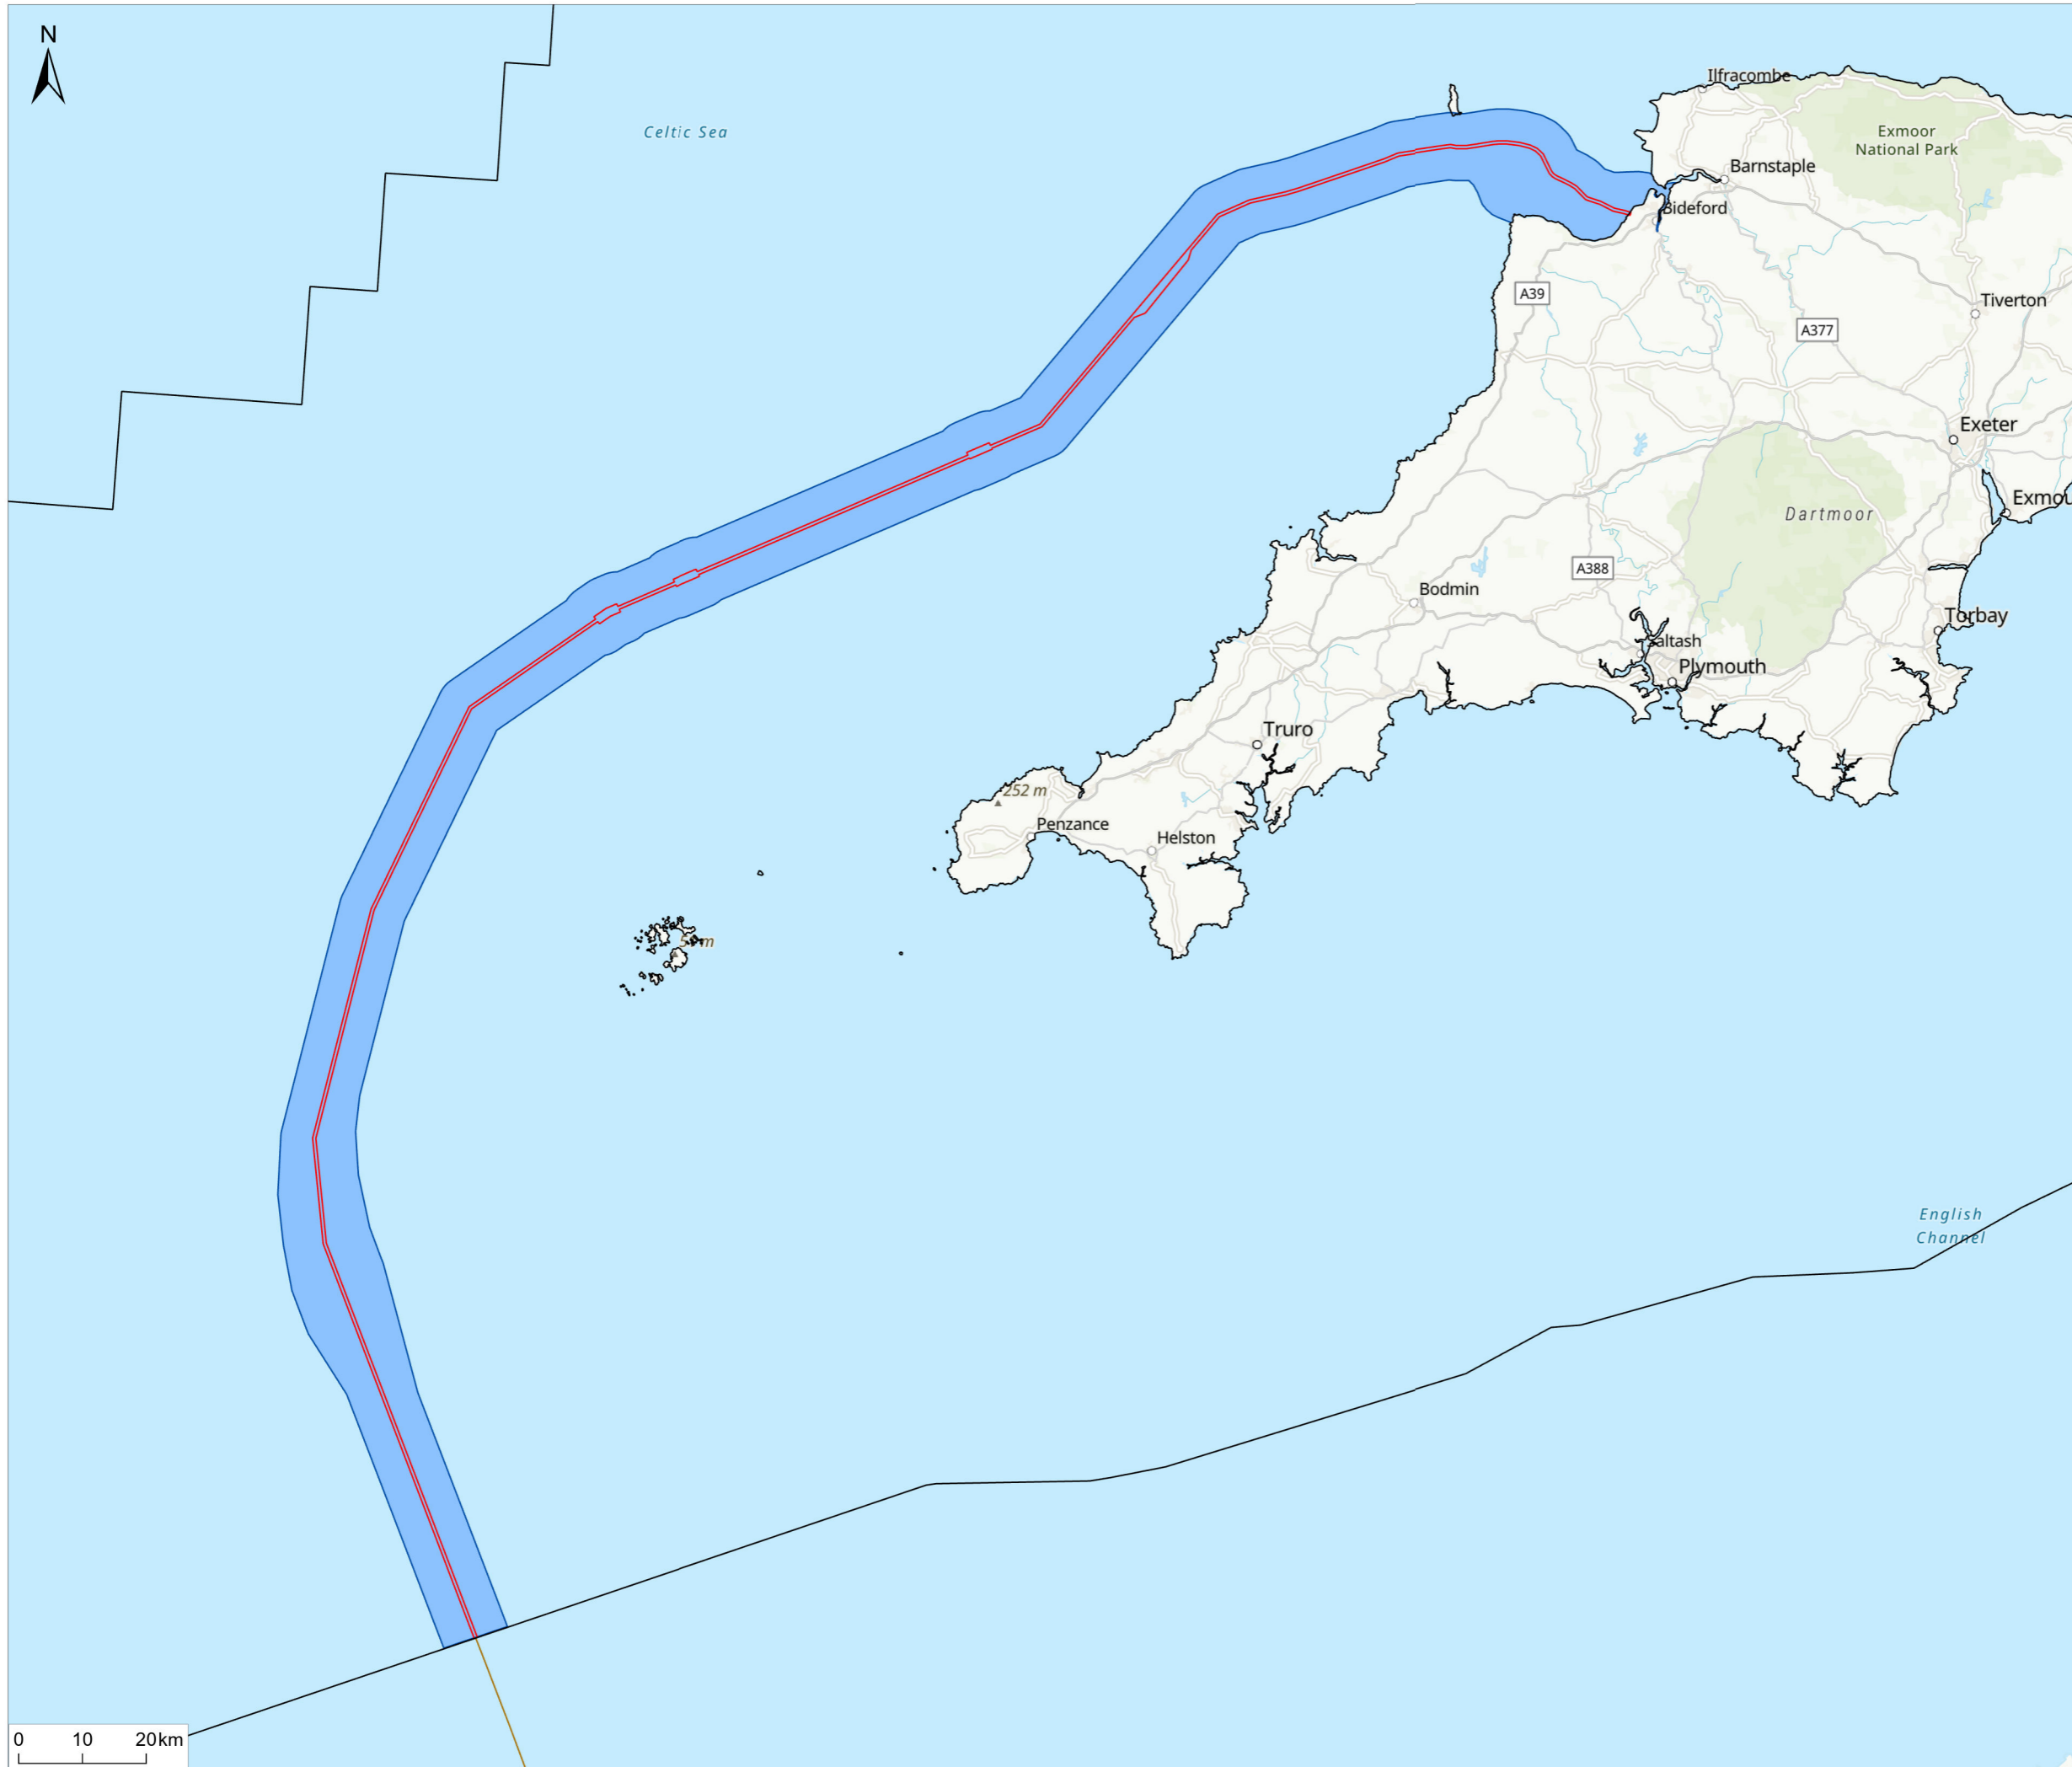 N
Ilfracombe
Celtic Sea
Exmoor
National Park
Barnstaple
Bideford
A39
Tiverton
A377
Exeter
Exmou
Dartmoor
A388
Bodmin
Torbay
Saltash
Plymouth
Truro
252 m
Penzance
Helston
m
English
Channel
0 10 20km